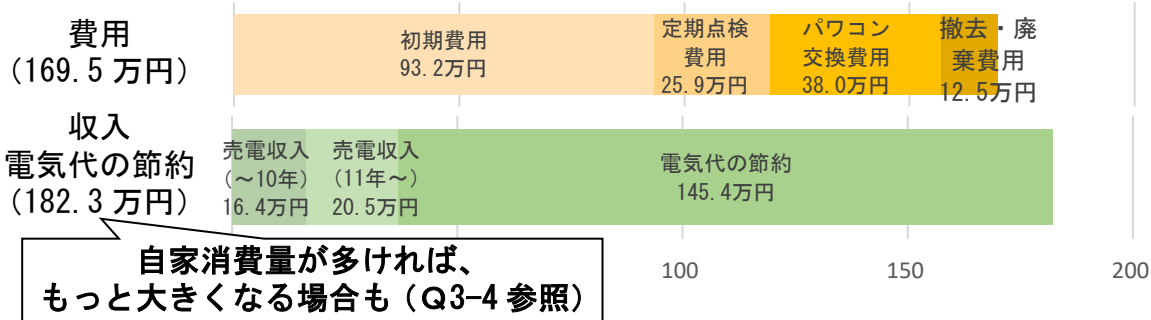 費用
（169.5 万円）
初期費用
93.2万円
定期点検
費用
25.9万円
パワコン
交換費用
38.0万円
撤去・廃
棄費用
12.5万円
収入
電気代の節約
（182.3 万円）
売電収入
（～10年）
16.4万円
売電収入
（11年～）
20.5万円
電気代の節約
145.4万円
自家消費量が多ければ、
もっと大きくなる場合も（Q3-4 参照）
100
150
200